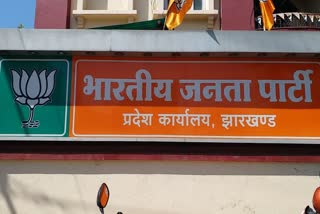 भारतीय जनता पार्टी
प्रदेश कार्यालय, झारखण्ड